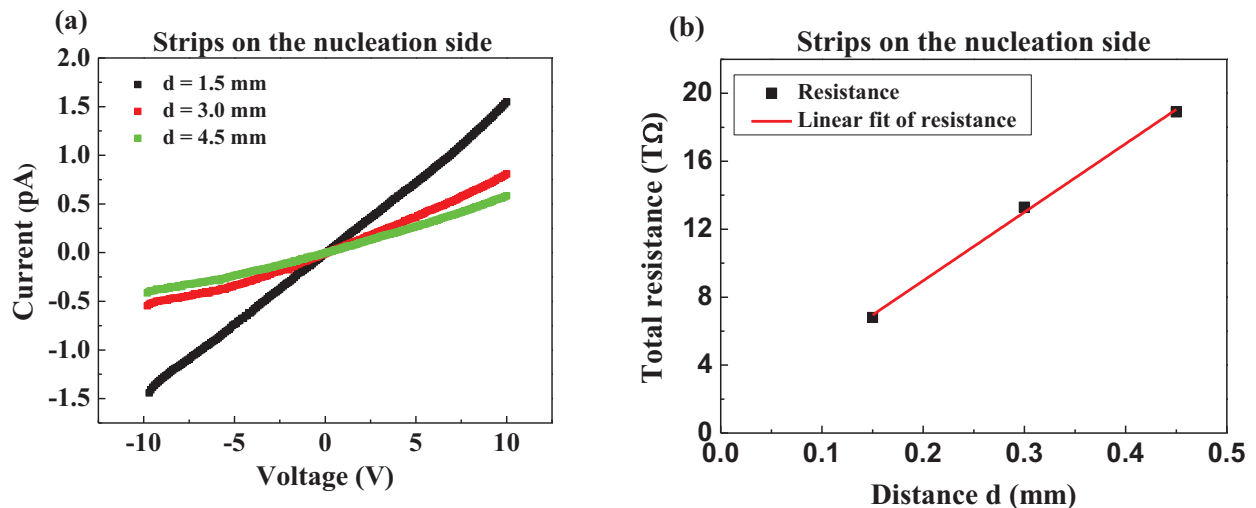 (a)
Strips on the nucleation side
d = 1.5 mm
d = 3.0 mm
d = 4.5 mm
2.0
1.5
1.0
0.5
0.0
-0.5
-1.0
-1.5
Current (pA)
-10 -5 0 5 10
Voltage (V)
(b)
Strips on the nucleation side
Resistance
Linear fit of resistance
20
16
12
8
4
0
Total resistance (TΩ)
0.0 0.1 0.2 0.3 0.4 0.5
Distance d (mm)